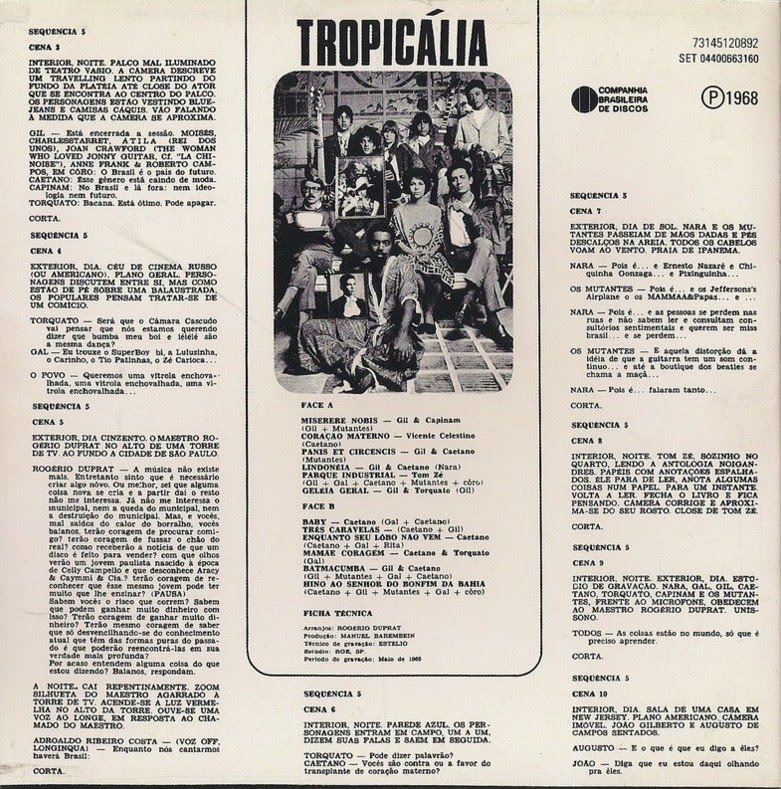 SEQUÊNCIA 5
CENA 3
INTERIOR, NOITE. PALCO MAL ILUMINADO
DE TEATRO VASIO. A CÂMERA DESCREVE
UM TRAVELLING LENTO PARTINDO DO
FUNDO DA PLATÉIA ATÉ CLOSE DO ATOR
QUE SE ENCONTRA AO CENTRO DO PALCO.
OS PERSONAGENS ESTÃO VESTINDO BLUE-
JEANS E CAMISAS CÁQUIS. VÃO FALANDO
À MEDIDA QUE A CAMERA SE APROXIMA.
GIL — Está encerrada a sessão. MOISÉS,
CHARLESSTARRET, ÁTILA (REI DOS
UNOS), JOAN CRAWFORD (THE WOMAN
WHO LOVED JONNY GUITAR, Cf. "LA CHI-
NOISE"), ANNE FRANK & ROBERTO CAM-
POS, EM CÔRO: O Brasil é o país do futuro.
CAETANO: Êsse gênero está caindo de moda.
CAPINAM: No Brasil e lá fora: nem ideo-
logia nem futuro.
TORQUATO: Bacana. Está ótimo. Pode apagar.
CORTA.
SEQUÊNCIA 5
CENA 4
EXTERIOR, DIA. CÉU DE CINEMA RUSSO
(OU AMERICANO). PLANO GERAL. PERSO-
NAGENS DISCUTEM ENTRE SI, MAS COMO
ESTÃO DE PÉ SÔBRE UMA BALAUSTRADA,
OS POPULARES PENSAM TRATAR-SE DE
UM COMICIO.
TORQUATO — Será que o Câmara Cascudo
vai pensar que nós estamos querendo
dizer que bumba meu boi e iêiêiê são
a mesma dança?
GAL — Eu trouxe o SuperBoy bi, a Luluzinha,
o Carinho, o Tio Patinhas, o Zé Carioca...
O POVO — Queremos uma vitrola enchova-
lhada, uma vitrola enchovalhada, uma vi-
trola enchovalhada...
SEQUÊNCIA 5
CENA 5
EXTERIOR, DIA CINZENTO. O MAESTRO RO-
GÉRIO DUPRAT NO ALTO DE UMA TORRE
DE TV. AO FUNDO A CIDADE DE SÃO PAULO.
ROGÉRIO DUPRAT — A música não existe
mais. Entretanto sinto que é necessário
criar algo nôvo. Ou melhor, sei que alguma
coisa nova se cria e a partir daí o resto
não me interessa. Já não me interessa o
municipal, nem a queda do municipal, nem
a destruição do municipal. Mas, e vocês,
mal saídos do calor do borralho, vocês
baianos, terão coragem de procurar comi-
go? terão coragem de fussar o chão do
real? como receberão a notícia de que um
disco é feito para vender? com que olhos
verão um jovem paulista nascido à época
de Celly Campello e que desconhece Aracy
& Caymmi & Cia.? terão coragem de re-
conhecer que êsse mesmo jovem pode ter
muito que lhe ensinar? (PAUSA)
Sabem vocês o risco que correm? Sabem
que podem ganhar muito dinheiro com
isso? Terão coragem de ganhar muito di-
nheiro? Terão mesmo coragem de saber
que só desvencilhando-se do conhecimento
atual que têm das formas puras do passa-
do é que poderão reencontrá-las em sua
verdade mais profunda?
Por acaso entendem alguma coisa do que
estou dizendo? Baianos, respondam.
A NOITE CAI REPENTINAMENTE. ZOOM
SILHUETA DO MAESTRO AGARRADO À
TORRE DE TV. ACENDE-SE A LUZ VERME-
LHA NO ALTO DA TORRE. OUVE-SE UMA
VOZ AO LONGE, EM RESPOSTA AO CHA-
MADO DO MAESTRO.
ADROALDO RIBEIRO COSTA — (VOZ OFF,
LONGINQUA) — Enquanto nós cantarmos
haverá Brasil:
CORTA.
TROPICÁLIA
FACE A
MISERERE NOBIS — Gil & Capinam
(Gil + Mutantes)
CORAÇÃO MATERNO — Vicente Celestino
(Caetano)
PANIS ET CIRCENCIS — Gil & Caetano
(Mutantes)
LINDONÉIA — Gil & Caetano (Nara)
PARQUE INDUSTRIAL — Tom Zé
(Gil + Gal + Caetano + Mutantes + côro)
GELÉIA GERAL — Gil & Torquato (Gil)
FACE B
BABY — Caetano (Gal + Caetano)
TRÊS CARAVELAS — (Caetano + Gil)
ENQUANTO SEU LOBO NÃO VEM — Caetano
(Caetano + Gal + Rita)
MAMÃE CORAGEM — Caetano & Torquato
(Gal)
BATMACUMBA — Gil & Caetano
(Gil + Mutantes + Gal + Caetano)
HINO AO SENHOR DO BONFIM DA BAHIA
(Caetano + Gil + Mutantes + Gal + côro)
FICHA TÉCNICA
Arranjos: ROGÉRIO DUPRAT
Produção: MANUEL BAREMBEIN
Técnico de gravação: ESTELIO
Estúdio: RGE, SP.
Período de gravação: Maio de 1968
SEQUÊNCIA 5
CENA 6
INTERIOR, NOITE. PAREDE AZUL. OS PER-
SONAGENS ENTRAM EM CAMPO, UM A UM,
DIZEM SUAS FALAS E SAEM EM SEGUIDA.
TORQUATO — Pode dizer palavrão?
CAETANO — Vocês são contra ou a favor do
transplante de coração materno?
73145120892
SET 04400663160
COMPANHIA
BRASILEIRA
DE DISCOS
Ⓟ1968
SEQUÊNCIA 5
CENA 7
EXTERIOR, DIA DE SOL. NARA E OS MU-
TANTES PASSEIAM DE MÃOS DADAS E PÉS
DESCALÇOS NA AREIA. TODOS OS CABELOS
VOAM AO VENTO. PRAIA DE IPANEMA.
NARA — Pois é... e Ernesto Nazaré e Chi-
quinha Gonzaga... e Pixinguinha...
OS MUTANTES — Pois é... e os Jefferson's
Airplane o os MAMMAA&Papas... e ...
NARA — Pois é... e as pessoas se perdem nas
ruas e não sabem ler e consultam con-
sultórios sentimentais e querem ser miss
brasil... e se perdem...
OS MUTANTES — E aquela distorção dá a
idéia de que a guitarra tem um som con-
tínuo... e até a boutique dos beatles se
chama a maçã...
NARA — Pois é... falaram tanto...
CORTA.
SEQUÊNCIA 5
CENA 8
INTERIOR, NOITE. TOM ZÉ, SÒZINHO NO
QUARTO, LENDO A ANTOLOGIA NOIGAN-
DRES. PAPÉIS COM ANOTAÇÕES ESPALHA-
DOS. ÊLE PARA DE LER, ANOTA ALGUMAS
COISAS NUM PAPEL. PARA UM INSTANTE.
VOLTA A LER. FECHA O LIVRO E FICA
PENSANDO. CÂMERA CORRIGE E APROXI-
MA-SE DO SEU ROSTO. CLOSE DE TOM ZÉ.
CORTA.
SEQUÊNCIA 5
CENA 9
INTERIOR, NOITE. EXTERIOR, DIA. ESTÚ-
DIO DE GRAVAÇÃO. NARA, GAL, GIL, CAE-
TANO, TORQUATO, CAPINAM E OS MUTAN-
TES, FRENTE AO MICROFONE, OBEDECEM
AO MAESTRO ROGÉRIO DUPRAT. UNIS-
SONO.
TODOS — As coisas estão no mundo, só que é
preciso aprender.
CORTA.
SEQUÊNCIA 5
CENA 10
INTERIOR, DIA. SALA DE UMA CASA EM
NEW JERSEY. PLANO AMERICANO, CÂMERA
IMÓVEL. JOÃO GILBERTO E AUGUSTO DE
CAMPOS SENTADOS.
AUGUSTO — E o que é que eu digo a êles?
JOÃO — Diga que eu estou daqui olhando
pra êles.